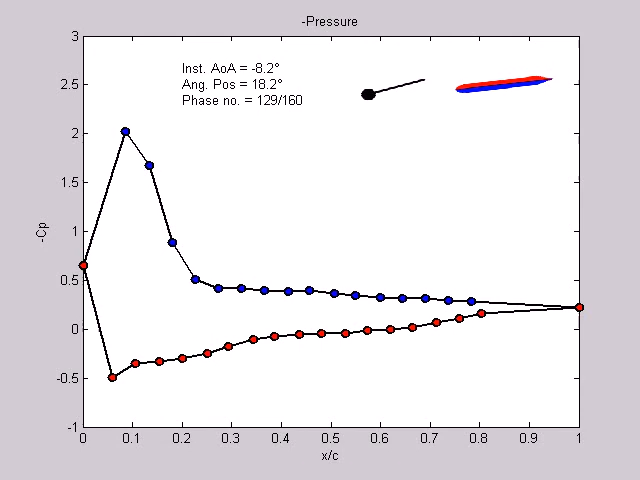 -Pressure
Inst. AoA = -8.2°
Ang. Pos = 18.2°
Phase no. = 129/160
3
2.5
2
1.5
1
0.5
0
-0.5
-1
-Cp
0 0.1 0.2 0.3 0.4 0.5 0.6 0.7 0.8 0.9 1
x/c